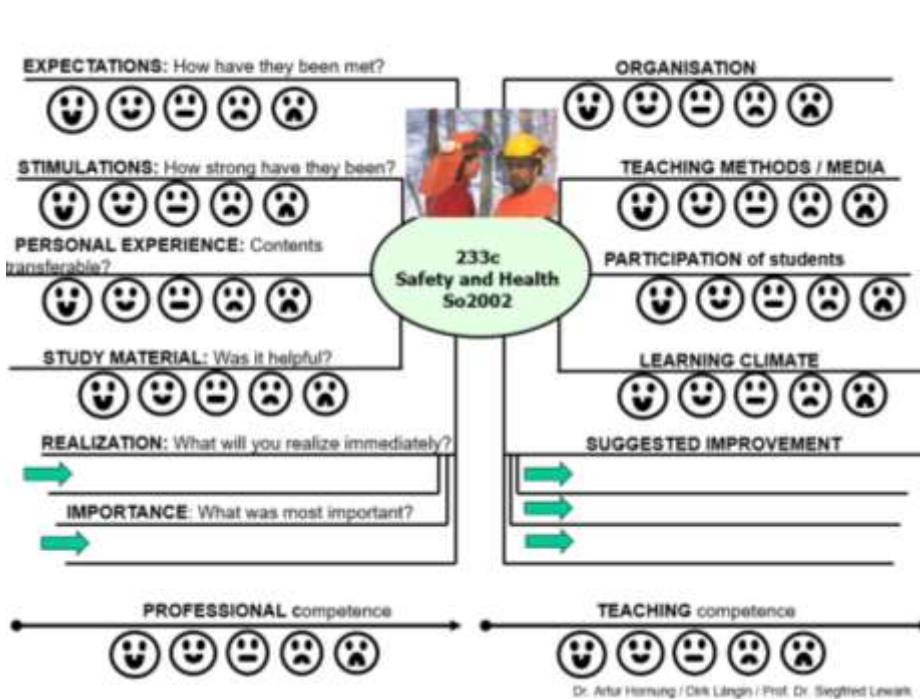 EXPECTATIONS: How have they been met?
STIMULATIONS: How strong have they been?
PERSONAL EXPERIENCE: Contents
transferable?
STUDY MATERIAL: Was it helpful?
REALIZATION: What will you realize immediately?
IMPORTANCE: What was most important?
233c
Safety and Health
So2002
ORGANISATION
TEACHING METHODS / MEDIA
PARTICIPATION of students
LEARNING CLIMATE
SUGGESTED IMPROVEMENT
PROFESSIONAL competence
TEACHING competence
Dr. Artur Hornung / Dirk Längin / Prof. Dr. Siegfried Lewark